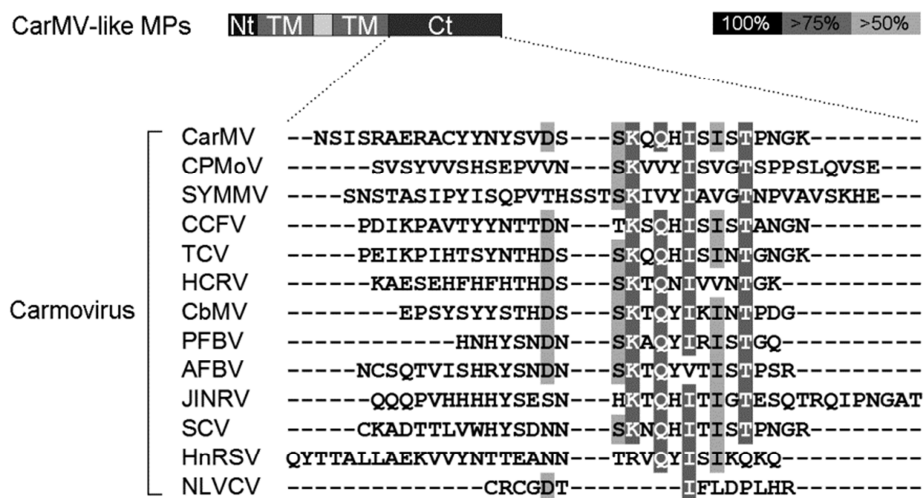 CarMV-like MPs Nt TM TM Ct 100% >75% >50%
CarMV --NSISRAERACYYNYSVDS---SKQQHISISTPNGK--------
CPMoV ------SVSYVVSHSEPVVN---SKVVYISVGTSPPSLQVSE---
SYMMV ----SNSTASIPYISQPVTHSSTSKIVYIAVGTNPVAVSKHE---
CCFV -----PDIKPAVTYYNTTDN---TKSQHISISTANGN--------
TCV -----PEIKPIHTSYNTHDS---SKQQHISINTGNGK--------
HCRV ------KAESEHFHFHTHDS---SKTQNIVVNTGK----------
Carmovirus
CbMV --------EPSYSYYSTHDS---SKTQYIKINTPDG---------
PFBV ------------HNHYSNDN---SKAQYIRISTGQ----------
AFBV -----NCSQTVISHRYSNDN---SKTQYVTISTPSR---------
JINRV ------QQQPVHHHHYSESN---HKTQHITIGTESQTRQIPNGAT
SCV -----CKADTTLVWHYSDNN---SKNQHITISTPNGR--------
HnRSV QYTTALLAEKVVYNTTEANN---TRVQYISIKQKQ----------
NLVCV --------------CRCGDT--------IFLDPLHR---------